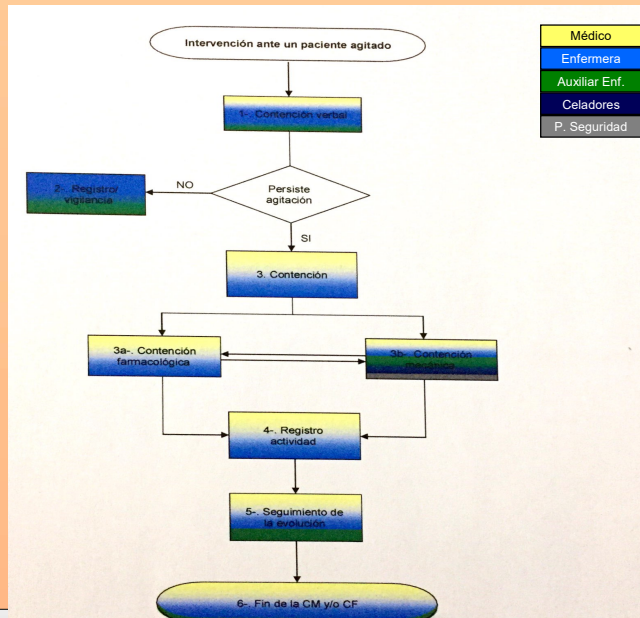 Intervención ante un paciente agitado
Médico
Enfermera
Auxiliar Enf.
Celadores
P. Seguridad
1-. Contención verbal
2-. Registro/
vigilancia
NO
Persiste
agitación
SI
3. Contención
3a-. Contención
farmacológica
3b-. Contención
mecánica
4-. Registro
actividad
5-. Seguimiento de
la evolución
6-. Fin de la CM y/o CF